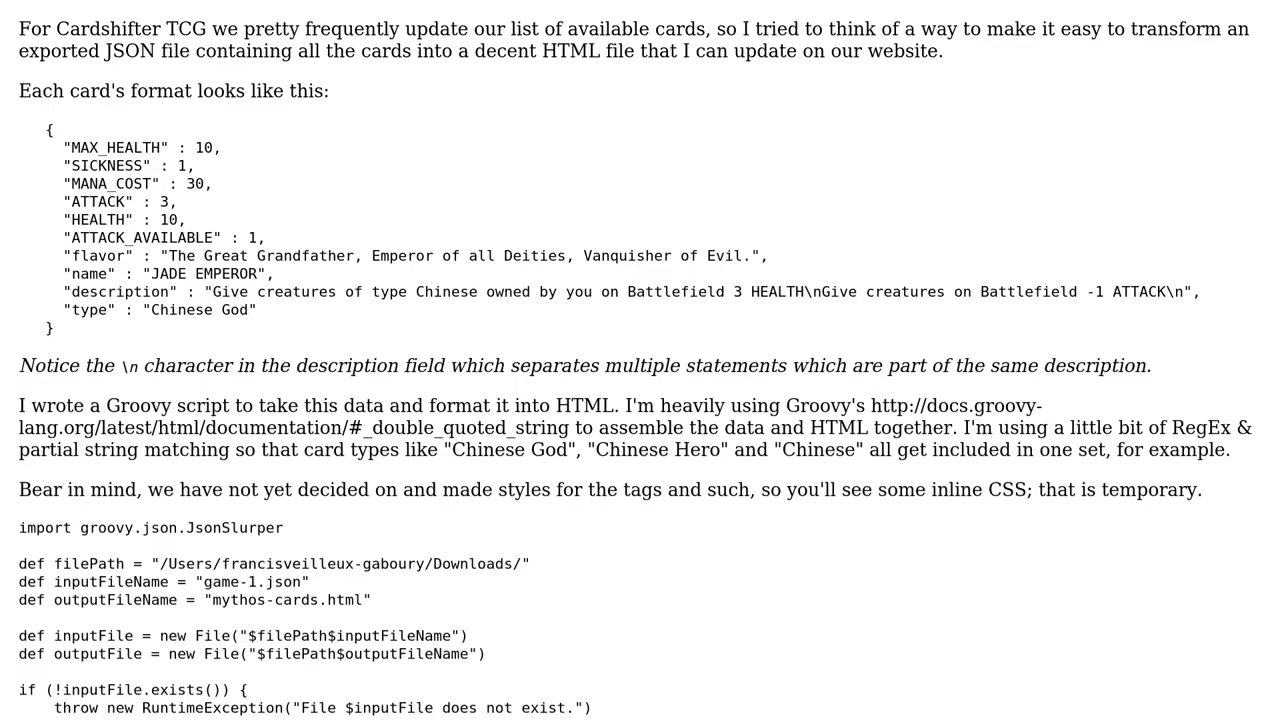 For Cardshifter TCG we pretty frequently update our list of available cards, so I tried to think of a way to make it easy to transform an
exported JSON file containing all the cards into a decent HTML file that I can update on our website.
Each card's format looks like this:
{
"MAX_HEALTH" : 10,
"SICKNESS" : 1,
"MANA_COST" : 30,
"ATTACK" : 3,
"HEALTH" : 10,
"ATTACK_AVAILABLE" : 1,
"flavor" : "The Great Grandfather, Emperor of all Deities, Vanquisher of Evil.",
"name" : "JADE EMPEROR",
"description" : "Give creatures of type Chinese owned by you on Battlefield 3 HEALTH\nGive creatures on Battlefield -1 ATTACK\n",
"type" : "Chinese God"
}
Notice the \n character in the description field which separates multiple statements which are part of the same description.
I wrote a Groovy script to take this data and format it into HTML. I'm heavily using Groovy's http://docs.groovy-
lang.org/latest/html/documentation/#_double_quoted_string to assemble the data and HTML together. I'm using a little bit of RegEx &
partial string matching so that card types like "Chinese God", "Chinese Hero" and "Chinese" all get included in one set, for example.
Bear in mind, we have not yet decided on and made styles for the tags and such, so you'll see some inline CSS; that is temporary.
import groovy.json.JsonSlurper
def filePath = "/Users/francisveilleux-gaboury/Downloads/"
def inputFileName = "game-1.json"
def outputFileName = "mythos-cards.html"
def inputFile = new File("$filePath$inputFileName")
def outputFile = new File("$filePath$outputFileName")
if (!inputFile.exists()) {
throw new RuntimeException("File $inputFile does not exist.")